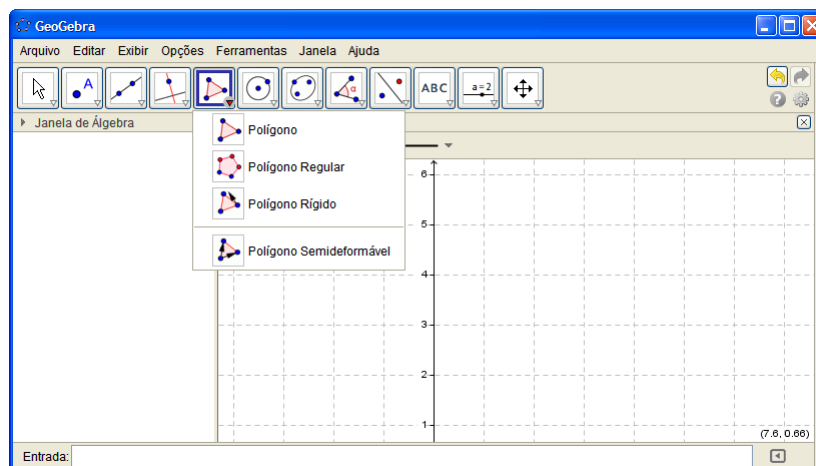 GeoGebra
Arquivo Editar Exibir Opções Ferramentas Janela Ajuda
A
α
ABC
a=2
Janela de Álgebra
Polígono
Polígono Regular
Polígono Rígido
Polígono Semideformável
6
5
4
3
2
1
(7.6, 0.66)
Entrada: